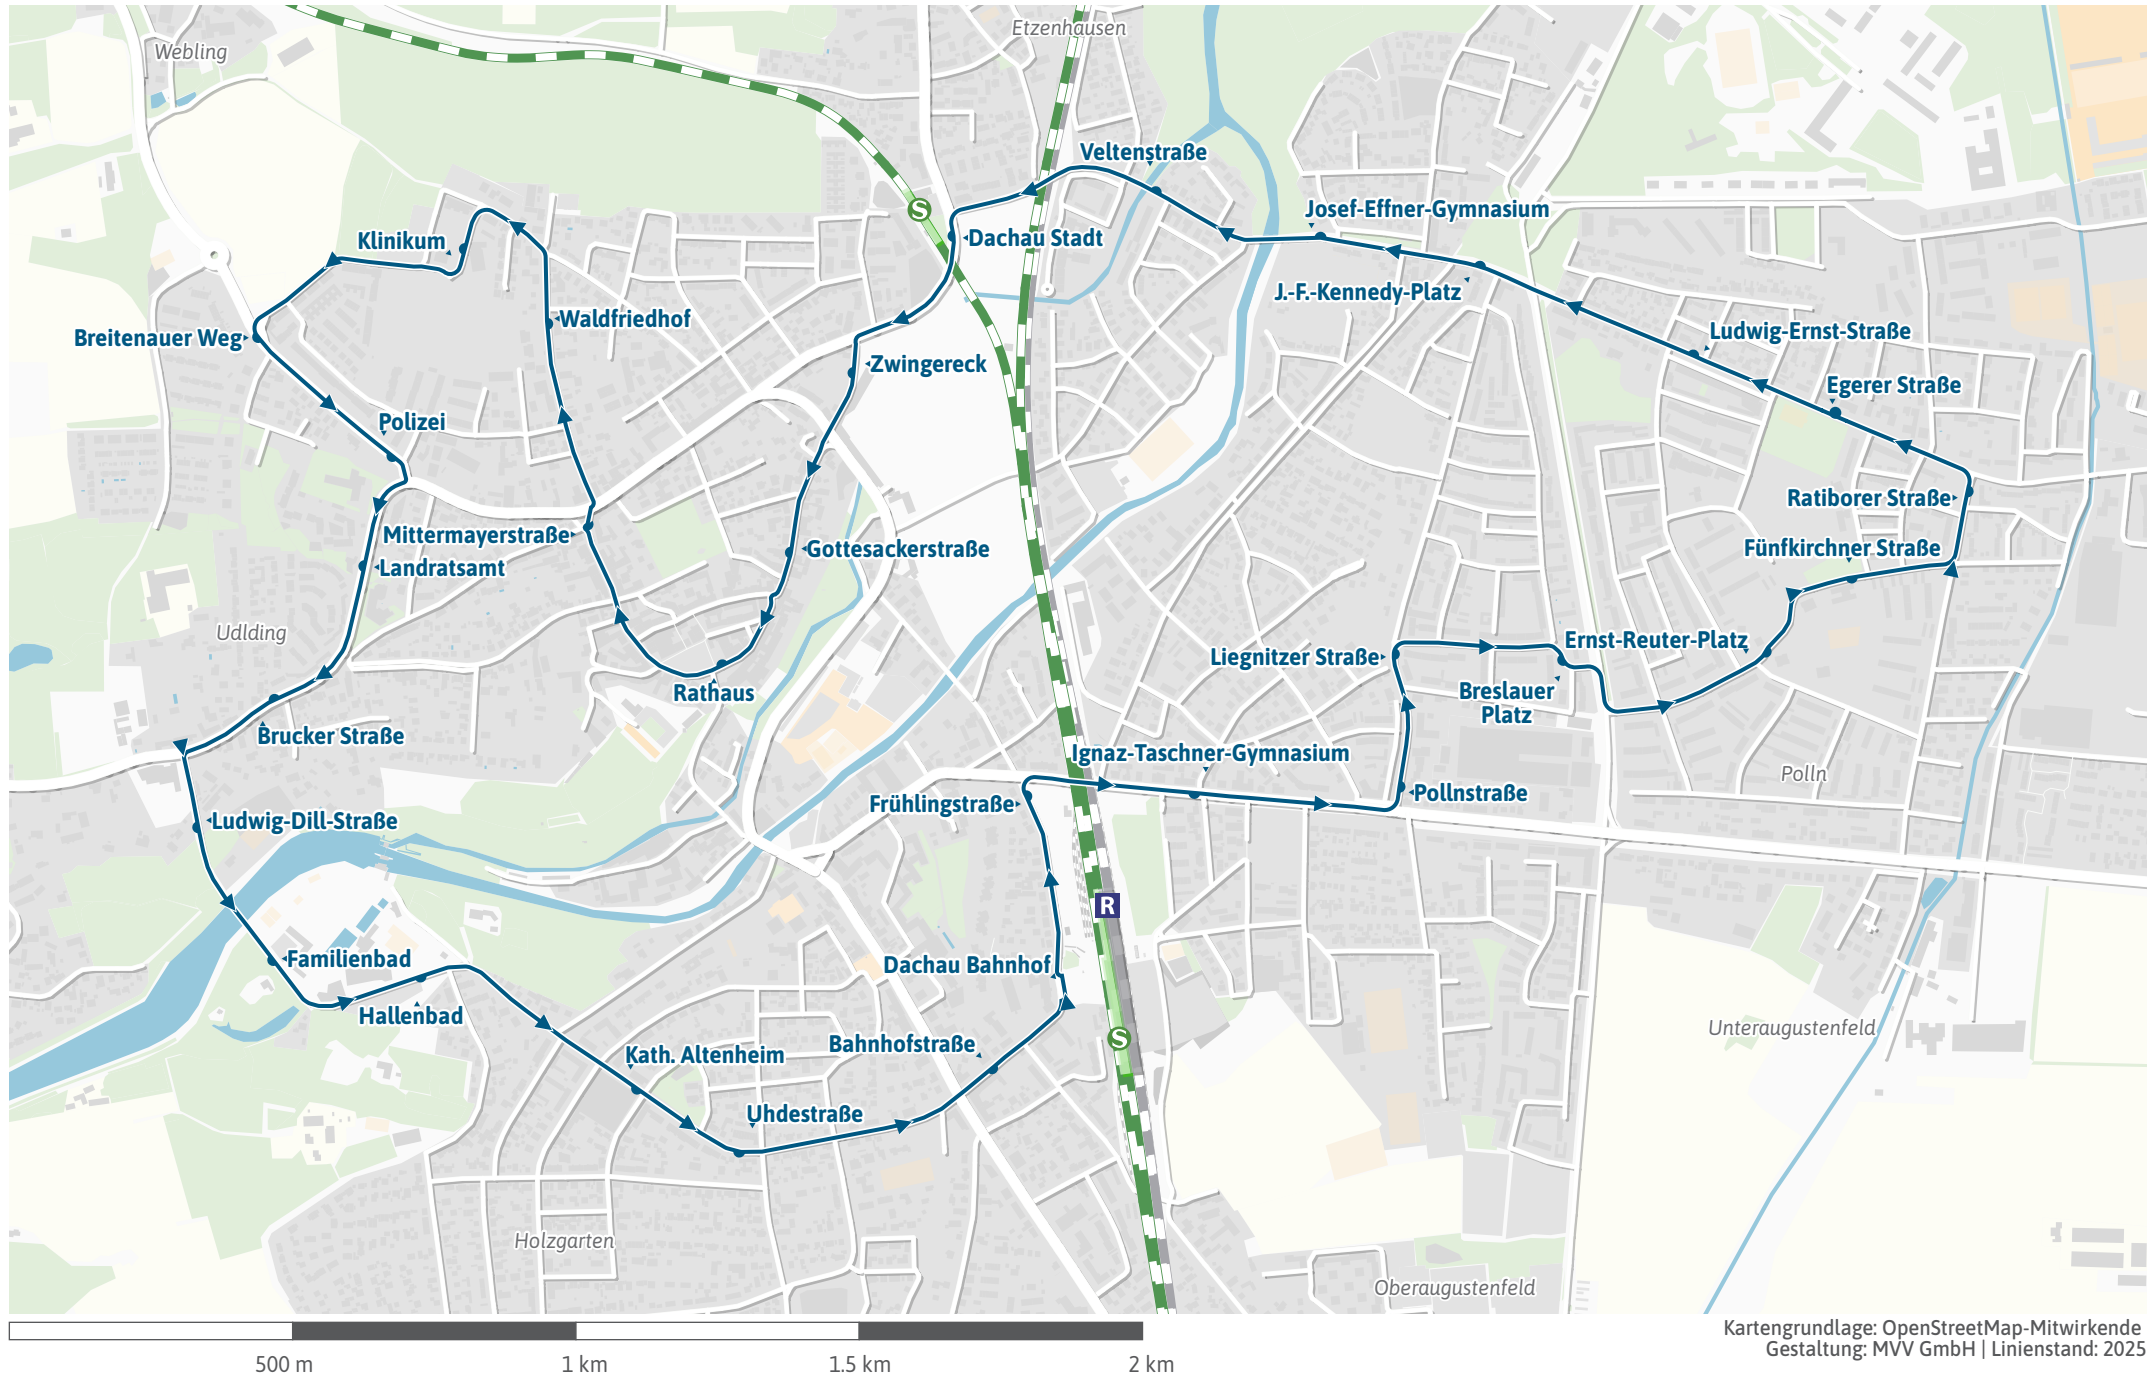 Etzenhausen
Webling
Veltenstraße
S
Josef-Effner-Gymnasium
Klinikum
Dachau Stadt
J.-F.-Kennedy-Platz
Waldfriedhof
Ludwig-Ernst-Straße
Breitenauer Weg
Zwingereck
Egerer Straße
Polizei
Ratiborer Straße
Mittermayerstraße
Gottesackerstraße
Fünfkirchner Straße
Landratsamt
Udlding
Ernst-Reuter-Platz
Liegnitzer Straße
Rathaus
Breslauer
Platz
Brucker Straße
Ignaz-Taschner-Gymnasium
Polln
Frühlingstraße
Pollnstraße
Ludwig-Dill-Straße
R
Familienbad
Dachau Bahnhof
Hallenbad
Unteraugustenfeld
S
Bahnhofstraße
Kath. Altenheim
Uhdestraße
Holzgarten
Oberaugustenfeld
500 m
1 km
1.5 km
2 km
Kartengrundlage: OpenStreetMap-Mitwirkende
Gestaltung: MVV GmbH | Linienstand: 2025